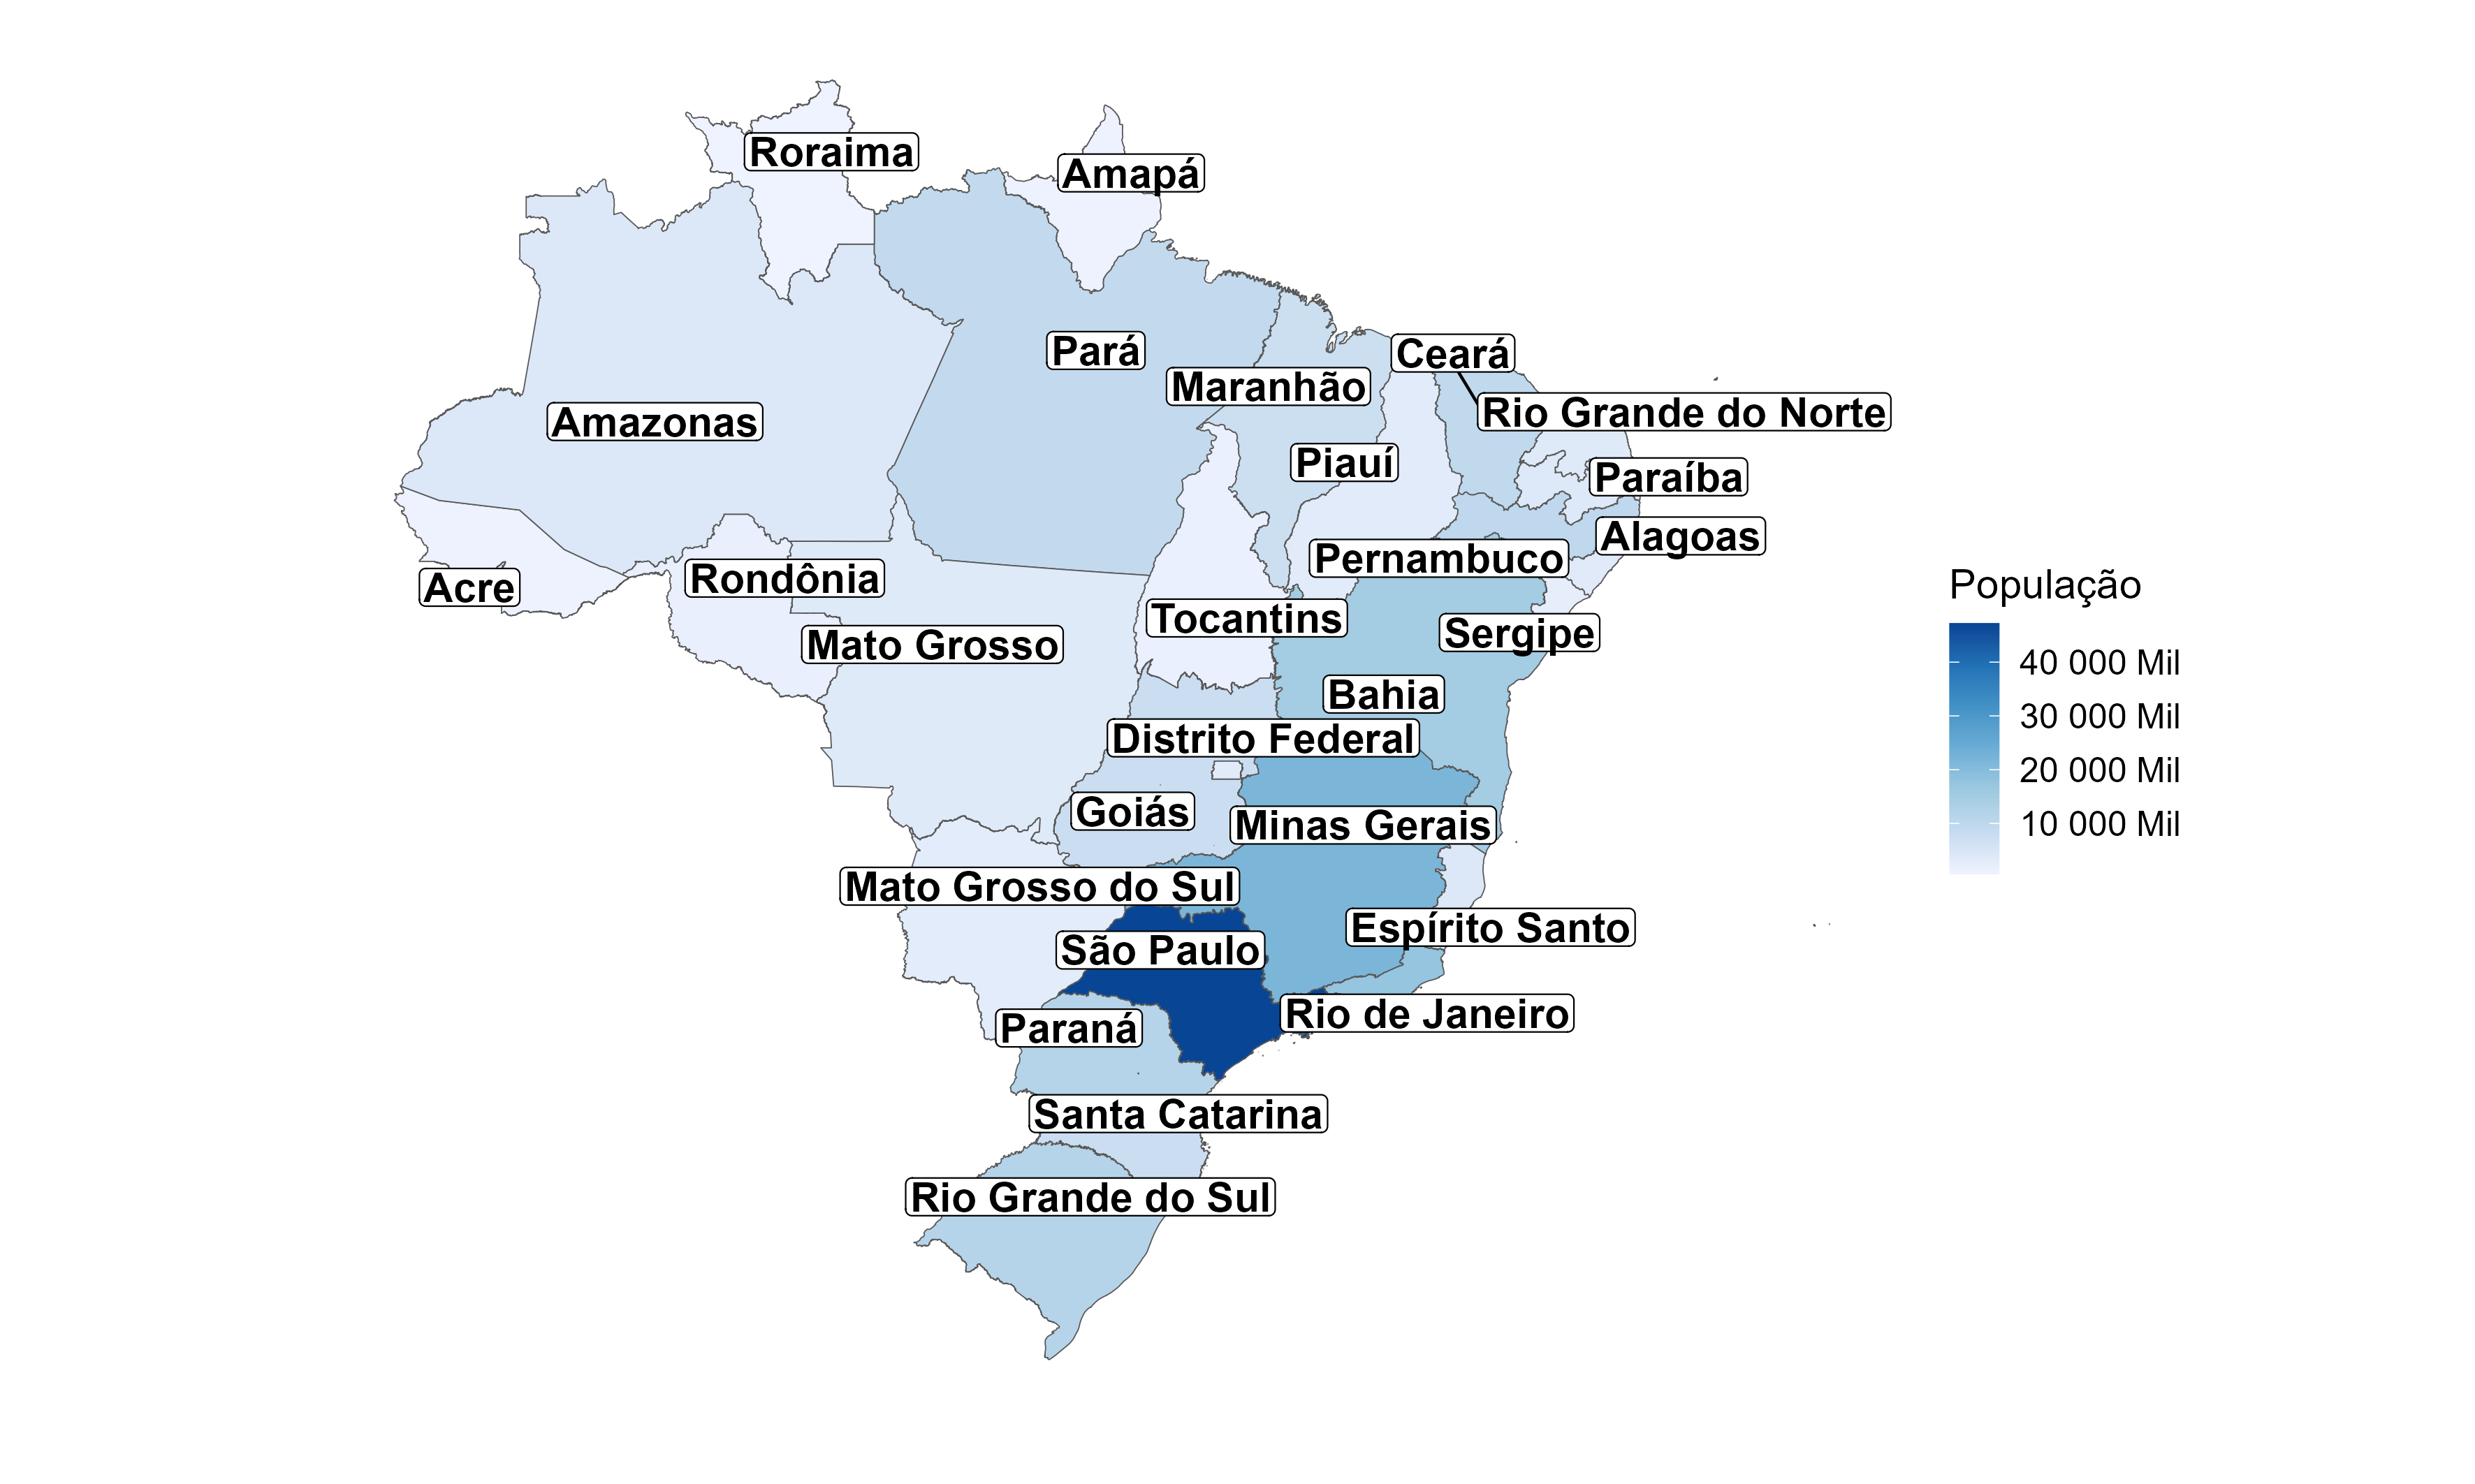 Roraima
Amapá
Pará
Ceará
Maranhão
Rio Grande do Norte
Amazonas
Piauí
Paraíba
Alagoas
Pernambuco
Rondônia
Acre
Tocantins
Sergipe
Mato Grosso
Bahia
Distrito Federal
Goiás
Minas Gerais
Mato Grosso do Sul
Espírito Santo
São Paulo
Rio de Janeiro
Paraná
Santa Catarina
Rio Grande do Sul
População
40 000 Mil
30 000 Mil
20 000 Mil
10 000 Mil